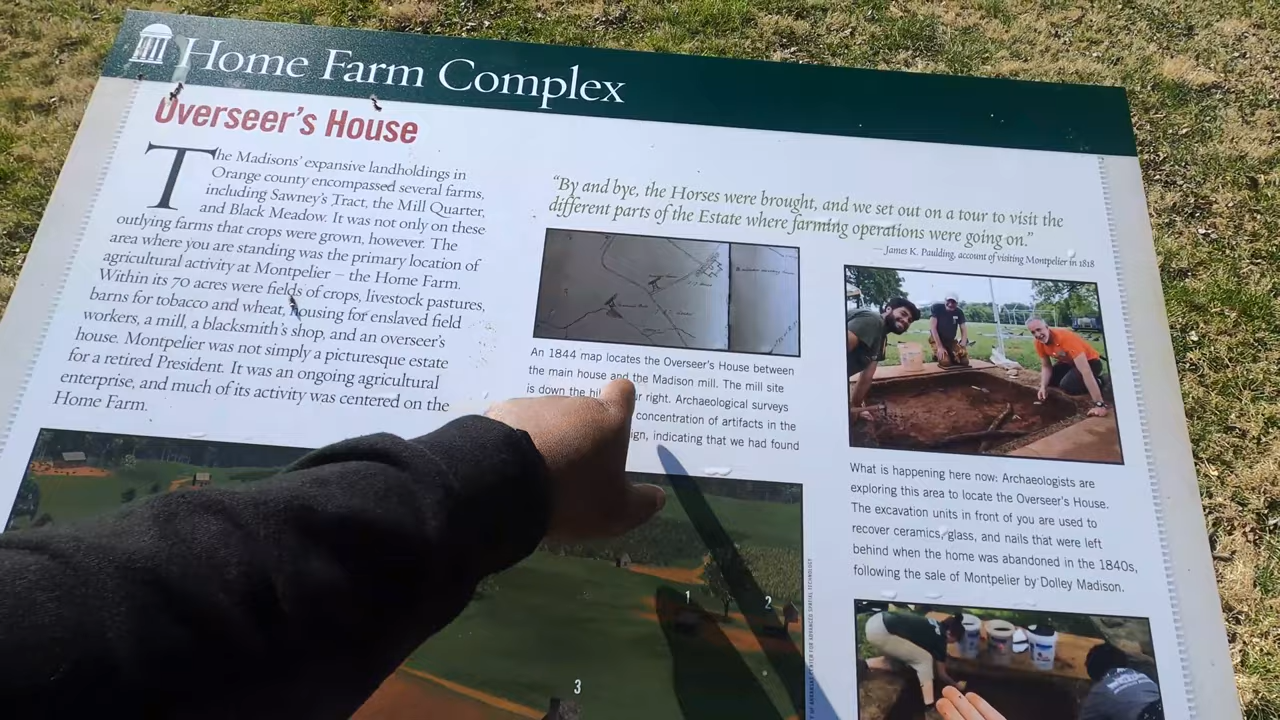 Home Farm Complex
Overseer's House
The Madisons' expansive landholdings in
Orange county encompassed several farms,
including Sawney's Tract, the Mill Quarter,
and Black Meadow. It was not only on these
outlying farms that crops were grown, however. The
area where you are standing was the primary location of
agricultural activity at Montpelier – the Home Farm.
Within its 70 acres were fields of crops, livestock pastures,
barns for tobacco and wheat, housing for enslaved field
workers, a mill, a blacksmith's shop, and an overseer's
house. Montpelier was not simply a picturesque estate
for a retired President. It was an ongoing agricultural
enterprise, and much of its activity was centered on the
Home Farm.
"By and bye, the Horses were brought, and we set out on a tour to visit the
different parts of the Estate where farming operations were going on."
— James K. Paulding, account of visiting Montpelier in 1818
An 1844 map locates the Overseer's House between
the main house and the Madison mill. The mill site
is down the right. Archaeological surveys
concentration of artifacts in the
indicating that we had found
What is happening here now: Archaeologists are
exploring this area to locate the Overseer's House.
The excavation units in front of you are used to
recover ceramics, glass, and nails that were left
behind when the home was abandoned in the 1840s,
following the sale of Montpelier by Dolley Madison.
1
2
3
CENTER FOR ADVANCED SPATIAL TECHNOLOGY